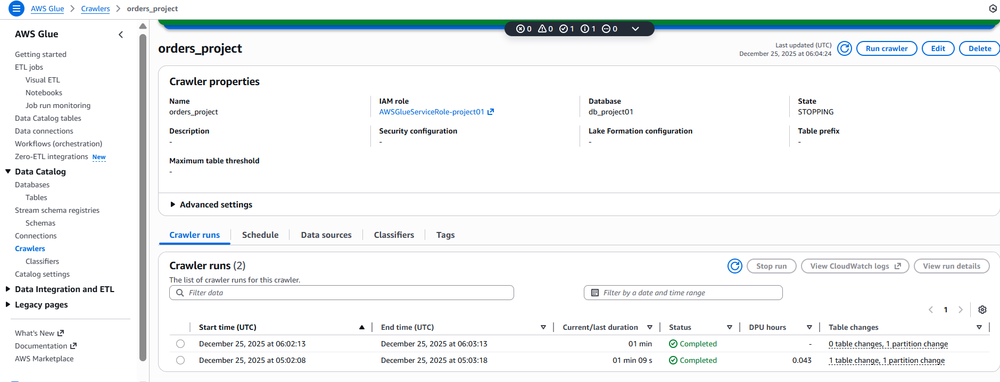 AWS Glue > Crawlers > orders_project
AWS Glue
Getting started
ETL jobs
Visual ETL
Notebooks
Job run monitoring
Data Catalog tables
Data connections
Workflows (orchestration)
Zero-ETL integrations New
Data Catalog
Databases
Tables
Stream schema registries
Schemas
Connections
Crawlers
Classifiers
Catalog settings
Data Integration and ETL
Legacy pages
What's New
Documentation
AWS Marketplace
0 0 1 1 0
orders_project
Last updated (UTC)
December 25, 2025 at 06:04:24
Run crawler Edit Delete
Crawler properties
Name IAM role Database State
orders_project AWSGlueServiceRole-project01 db_project01 STOPPING
Description Security configuration Lake Formation configuration Table prefix
- - - -
Maximum table threshold
-
Advanced settings
Crawler runs Schedule Data sources Classifiers Tags
Crawler runs (2)
Stop run View CloudWatch logs View run details
The list of crawler runs for this crawler.
Filter data Filter by a date and time range
1
Start time (UTC) End time (UTC) Current/last duration Status DPU hours Table changes
December 25, 2025 at 06:02:13 December 25, 2025 at 06:03:13 01 min Completed - 0 table changes, 1 partition change
December 25, 2025 at 05:02:08 December 25, 2025 at 05:03:18 01 min 09 s Completed 0.043 1 table change, 1 partition change